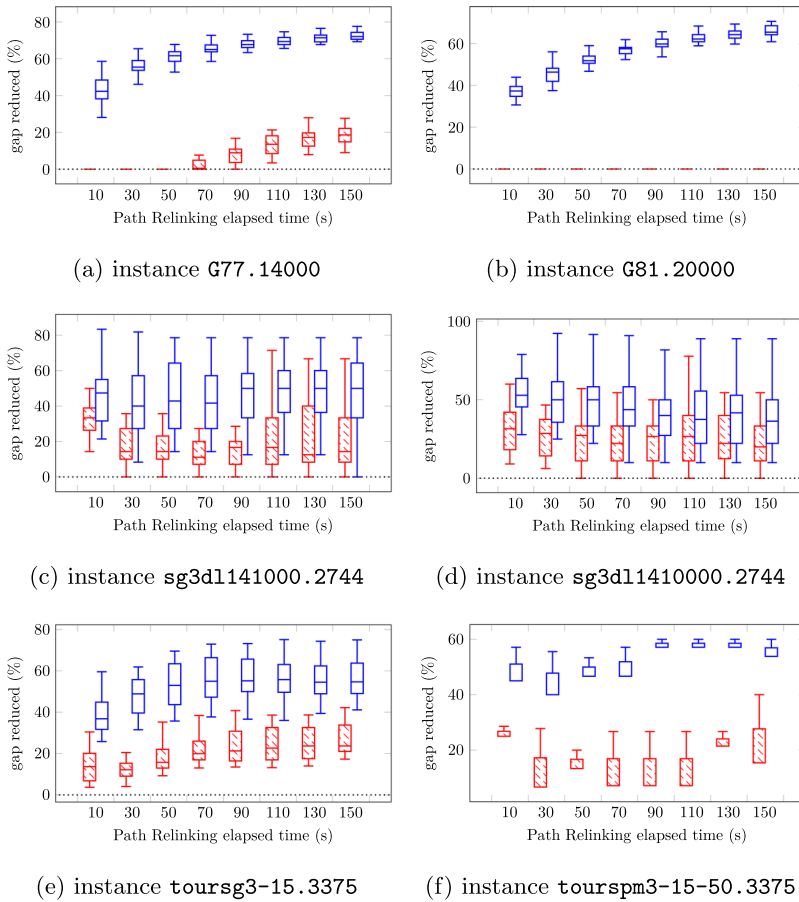 80
60
40
20
0
gap reduced (%)
10 30 50 70 90 110 130 150
Path Relinking elapsed time (s)
(a) instance G77.14000
60
40
20
0
gap reduced (%)
10 30 50 70 90 110 130 150
Path Relinking elapsed time (s)
(b) instance G81.20000
80
60
40
20
0
gap reduced (%)
10 30 50 70 90 110 130 150
Path Relinking elapsed time (s)
(c) instance sg3dl141000.2744
100
50
0
gap reduced (%)
10 30 50 70 90 110 130 150
Path Relinking elapsed time (s)
(d) instance sg3dl1410000.2744
80
60
40
20
0
gap reduced (%)
10 30 50 70 90 110 130 150
Path Relinking elapsed time (s)
(e) instance toursg3-15.3375
60
40
20
gap reduced (%)
10 30 50 70 90 110 130 150
Path Relinking elapsed time (s)
(f) instance tourspm3-15-50.3375